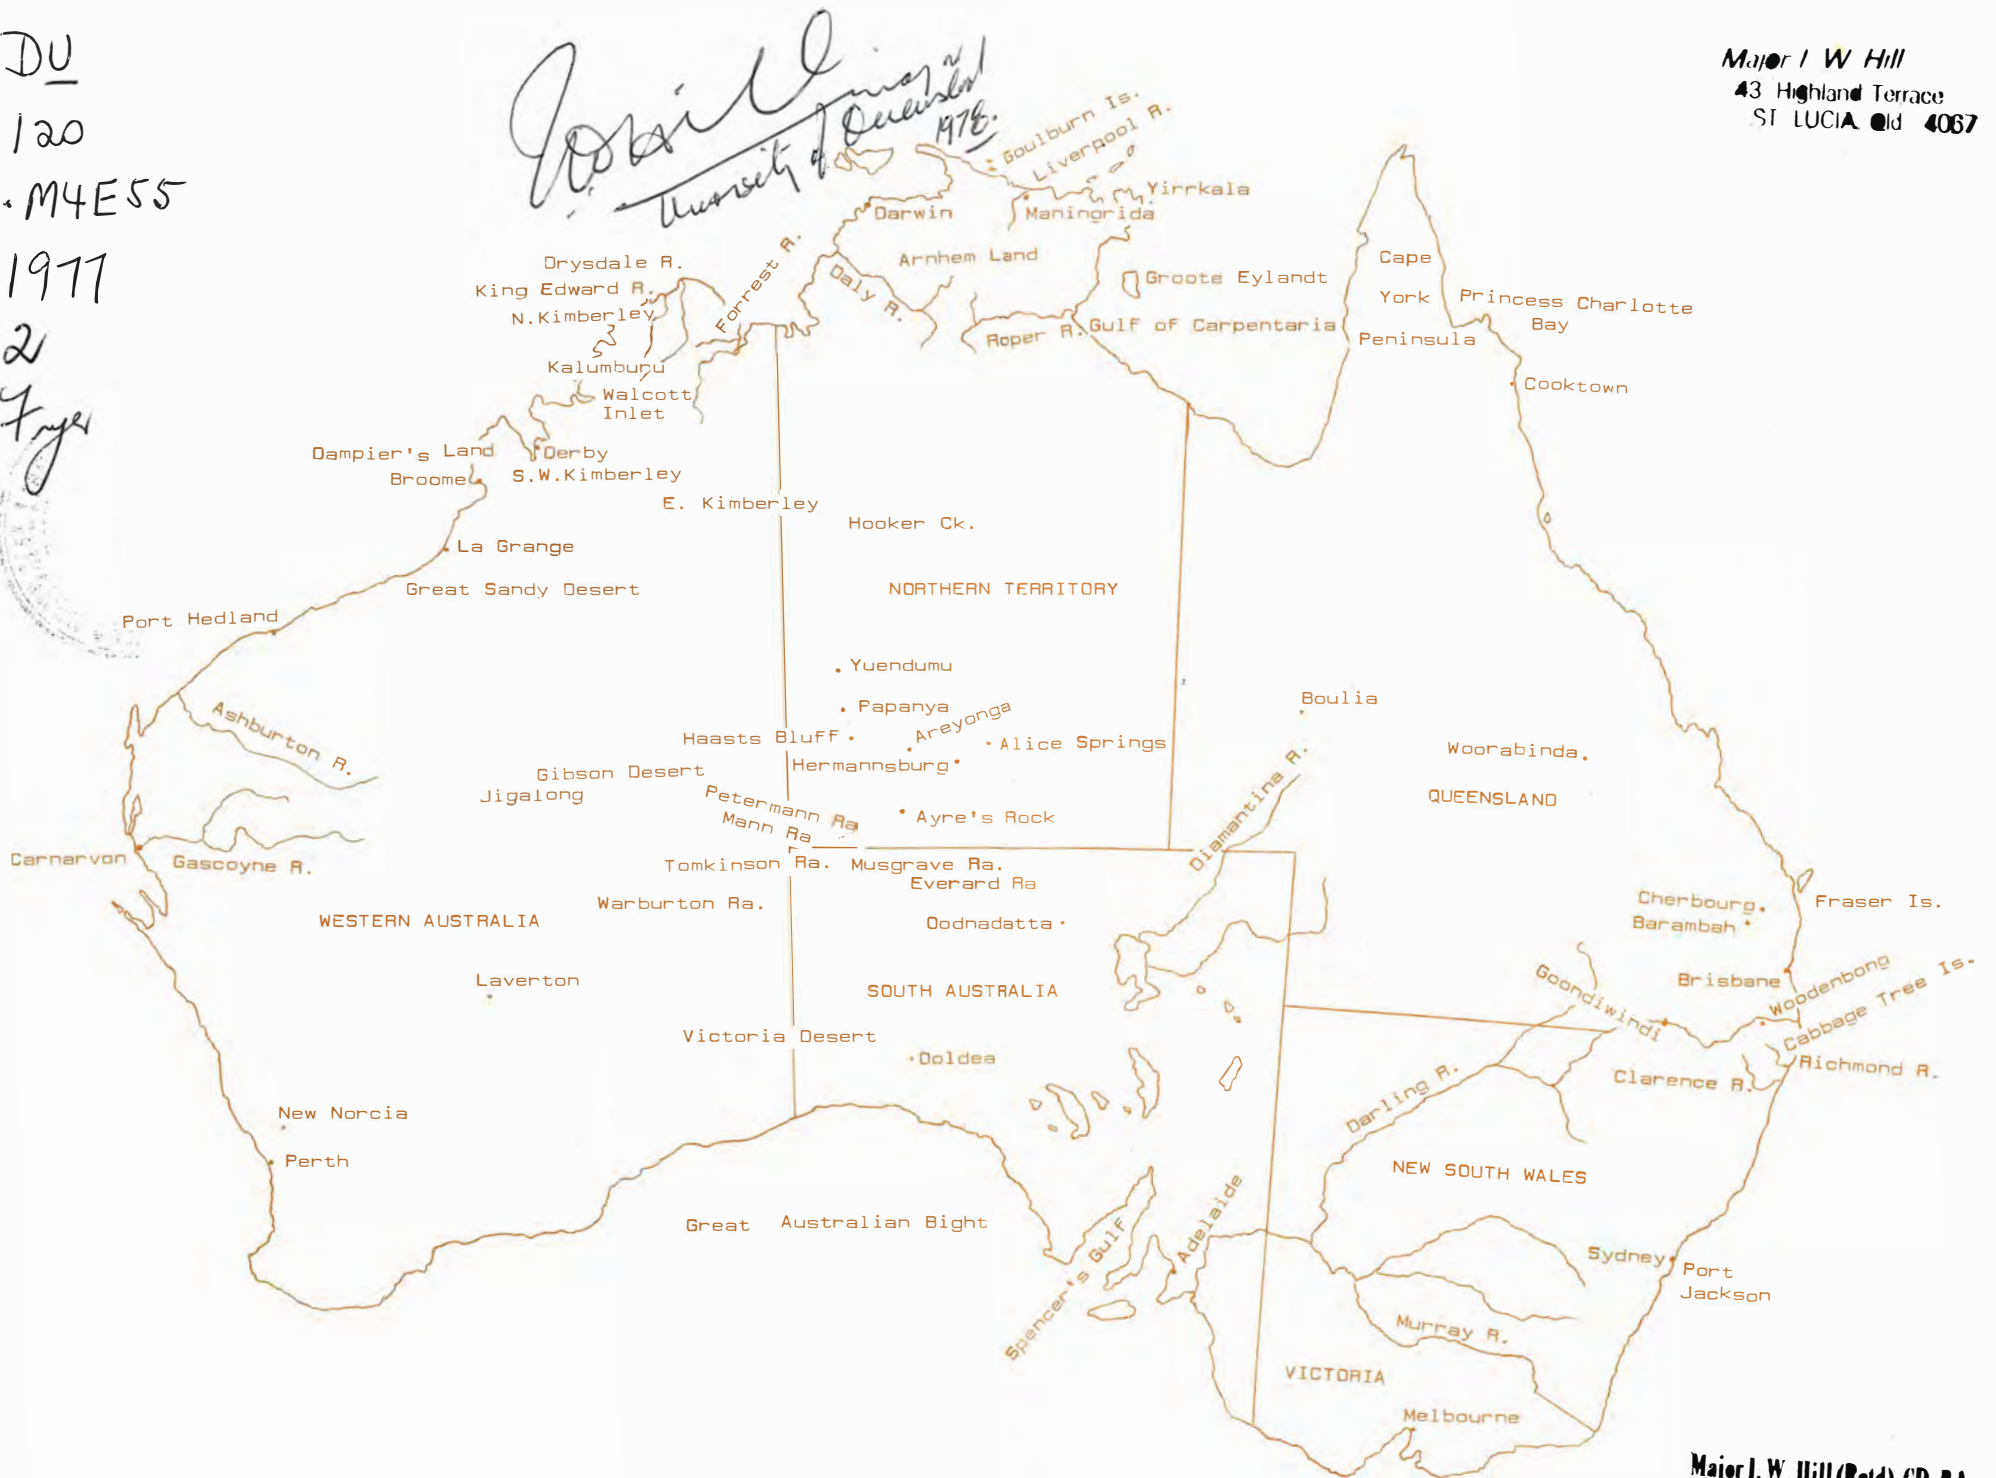 DU
120
.M4E55
1977
2
Fryer
University of Queensland
1978.
Major I W Hill
43 Highland Terrace
ST LUCIA Qld 4067
Goulburn Is.
Liverpool R.
Yirrkala
Darwin
Maningrida
Arnhem Land
Drysdale R.
King Edward R.
N.Kimberley
Forrest R.
Daly R.
Groote Eylandt
Cape
York
Peninsula
Princess Charlotte
Bay
Roper R.
Gulf of Carpentaria
Kalumburu
Walcott
Inlet
Cooktown
Dampier's Land
Derby
Broome
S.W.Kimberley
E. Kimberley
Hooker Ck.
La Grange
Great Sandy Desert
NORTHERN TERRITORY
Port Hedland
Yuendumu
Papanya
Areyonga
Boulia
Ashburton R.
Haasts Bluff
Alice Springs
Woorabinda
Hermannsburg
Gibson Desert
Jigalong
Petermann Ra
Mann Ra
Ayre's Rock
Diamantina R.
QUEENSLAND
Carnarvon
Gascoyne R.
Tomkinson Ra.
Musgrave Ra.
Everard Ra
Warburton Ra.
WESTERN AUSTRALIA
Oodnadatta
Cherbourg
Barambah
Fraser Is.
Laverton
SOUTH AUSTRALIA
Goondiwindi
Brisbane
Woodenbong
Cabbage Tree Is.
Victoria Desert
Ooldea
Darling R.
Clarence R.
Richmond R.
New Norcia
Perth
NEW SOUTH WALES
Great Australian Bight
Spencer's Gulf
Adelaide
Sydney
Port
Jackson
Murray R.
VICTORIA
Melbourne
Major I. W. Hill (Retd)